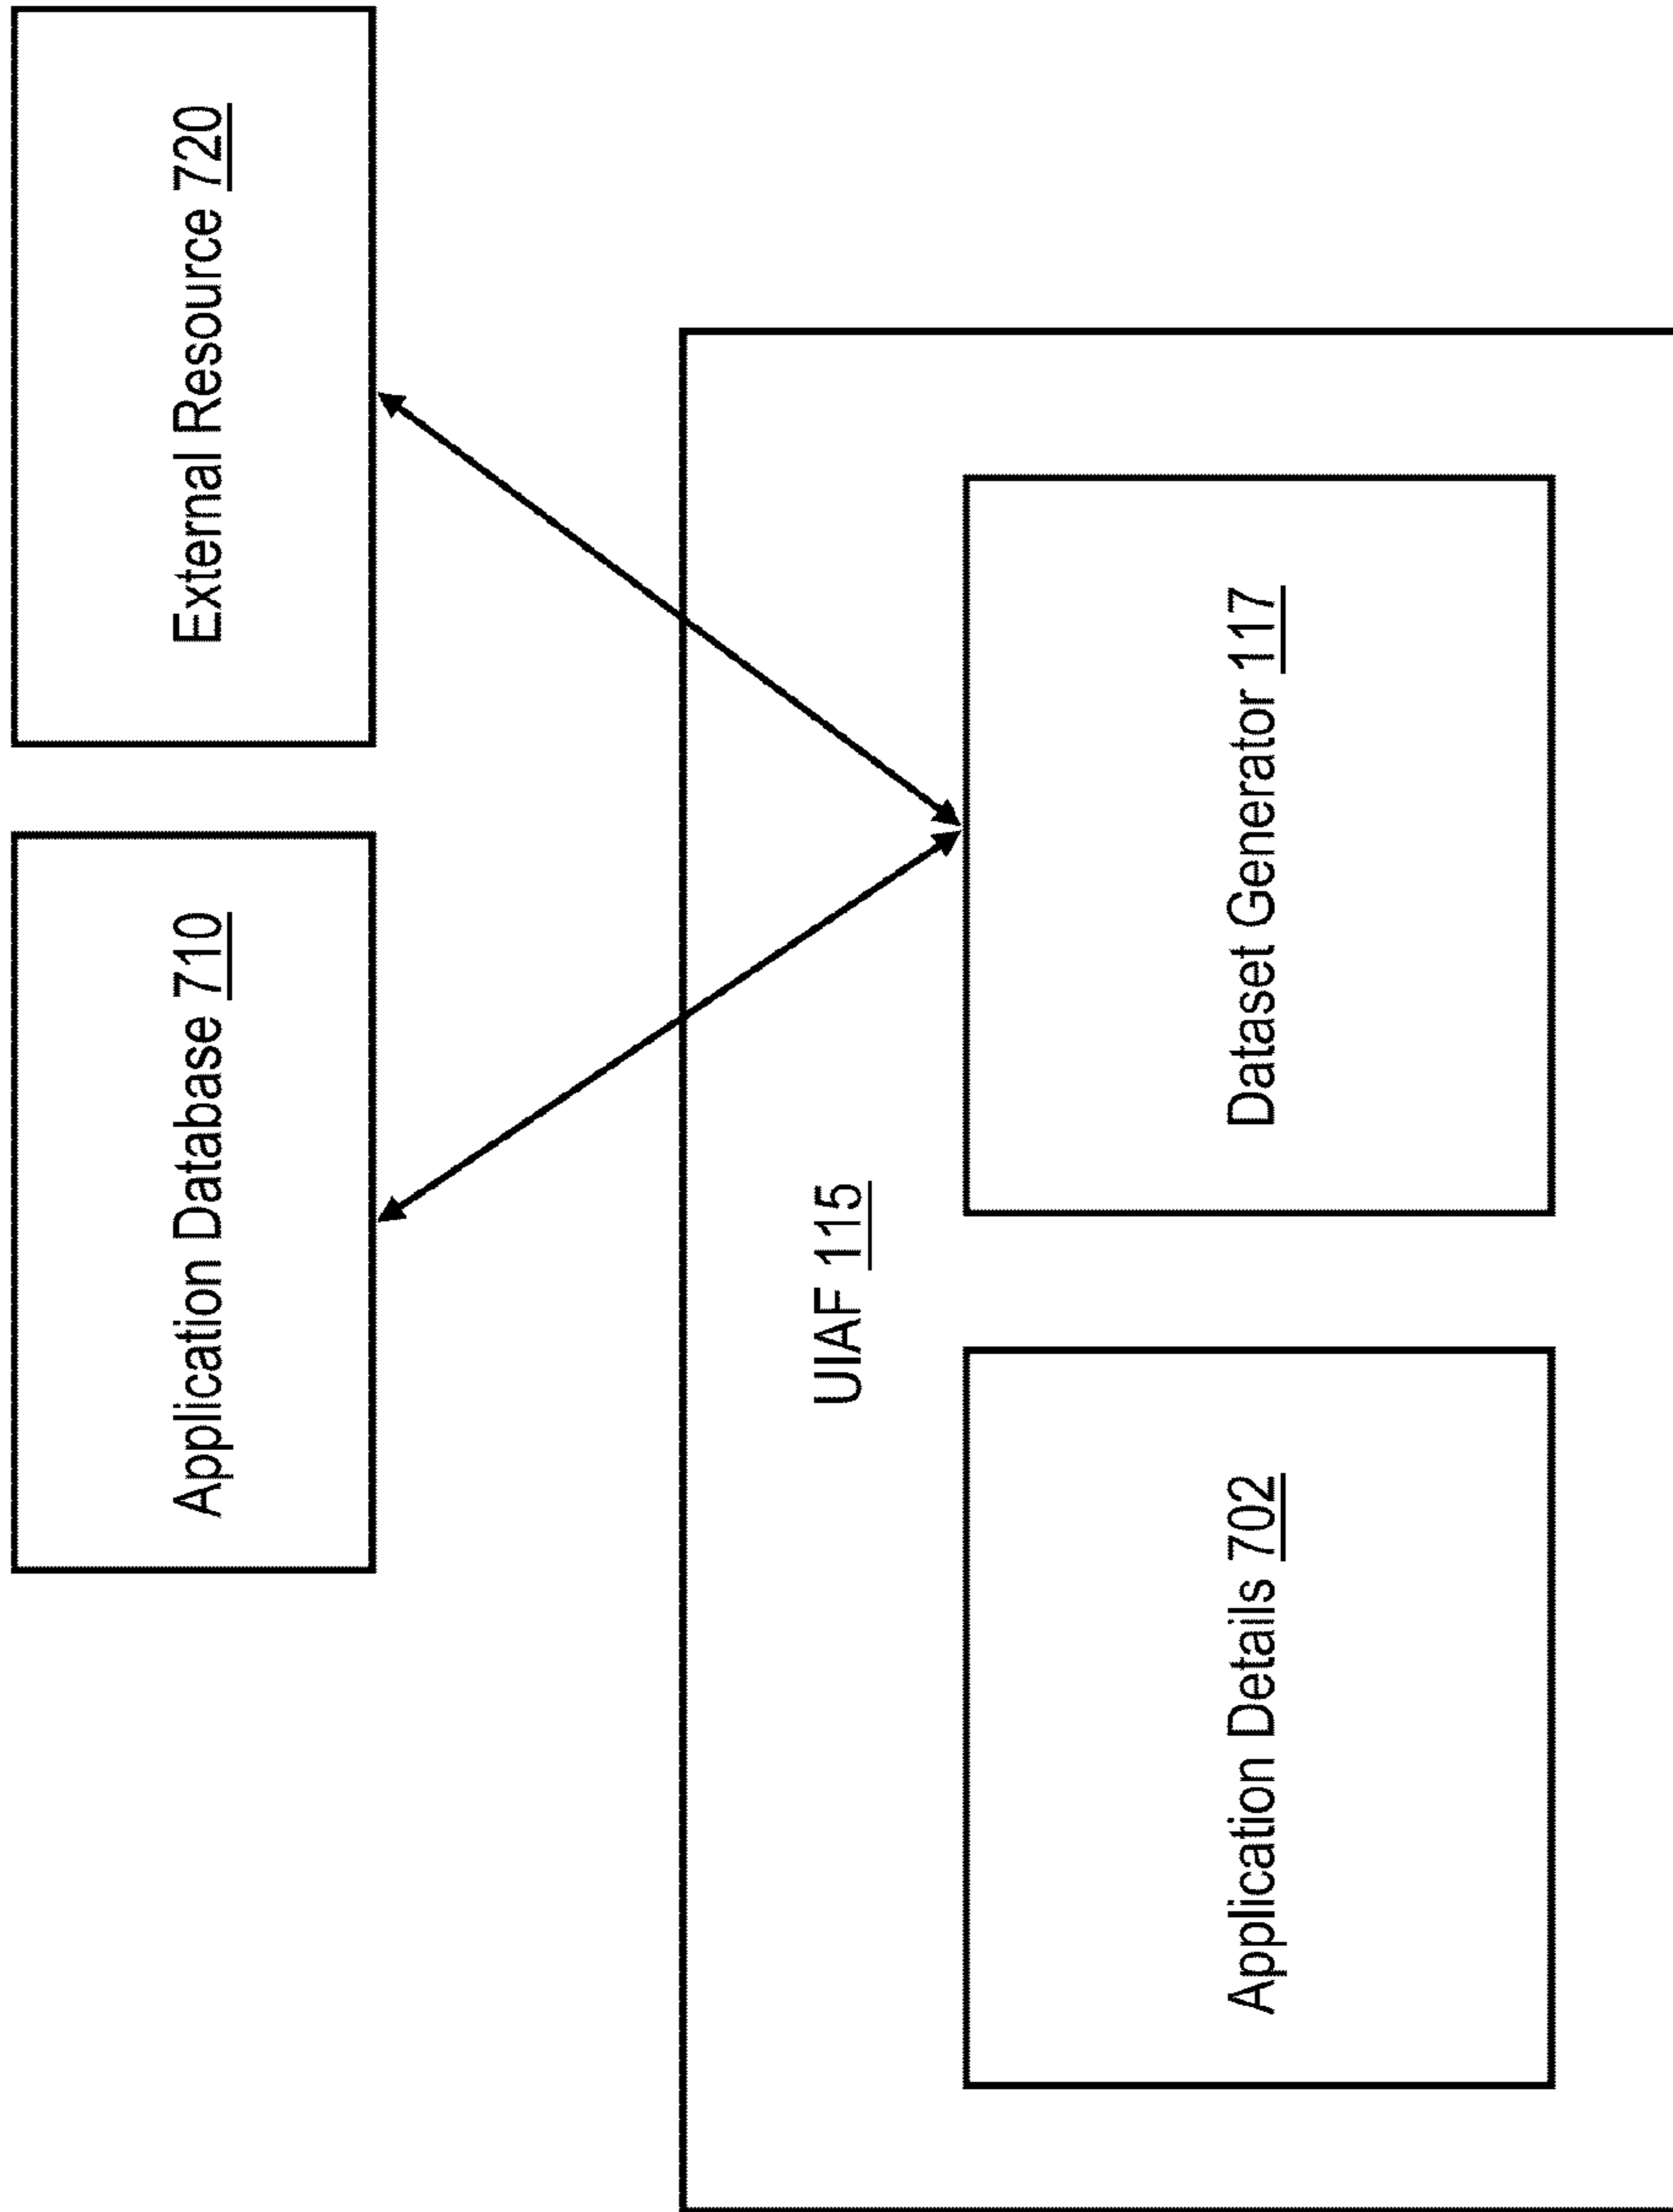 Application Database 710
External Resource 720
UIAF 115
Application Details 702
Dataset Generator 117